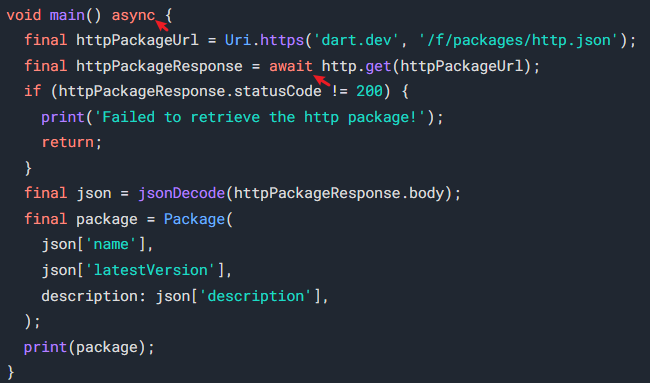 void main() async {
  final httpPackageUrl = Uri.https('dart.dev', '/f/packages/http.json');
  final httpPackageResponse = await http.get(httpPackageUrl);
  if (httpPackageResponse.statusCode != 200) {
    print('Failed to retrieve the http package!');
    return;
  }
  final json = jsonDecode(httpPackageResponse.body);
  final package = Package(
    json['name'],
    json['latestVersion'],
    description: json['description'],
  );
  print(package);
}